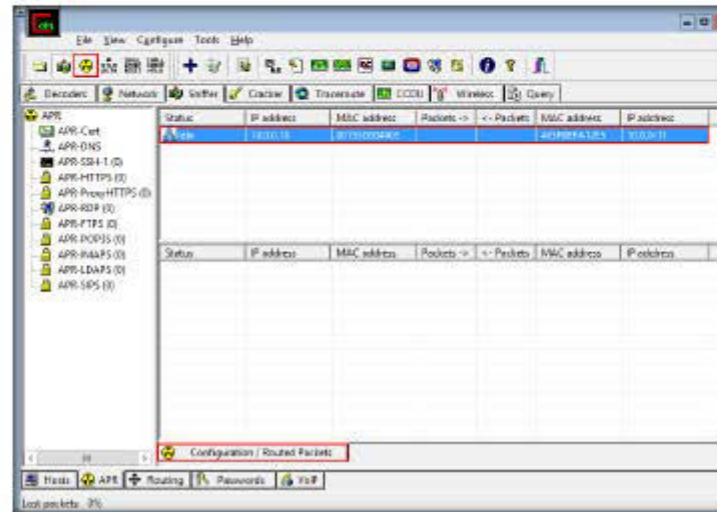 File View Configure Tools Help
Decoders Network Sniffer Cracker Traceroute CCDU Wireless Query
APR
APR-Cert
APR-DNS
APR-SSH-1 (0)
APR-HTTPS (0)
APR-ProxyHTTPS (0)
APR-RDP (0)
APR-FTPS (0)
APR-POP3S (0)
APR-IMAPS (0)
APR-LDAPS (0)
APR-SIPS (0)
Status IP address MAC address Packets -> <- Packets MAC address IP address
Idle
Status IP address MAC address Packets -> <- Packets MAC address IP address
Configuration / Routed Packets
Hosts APR Routing Passwords VoIP
Lost packets: 0%